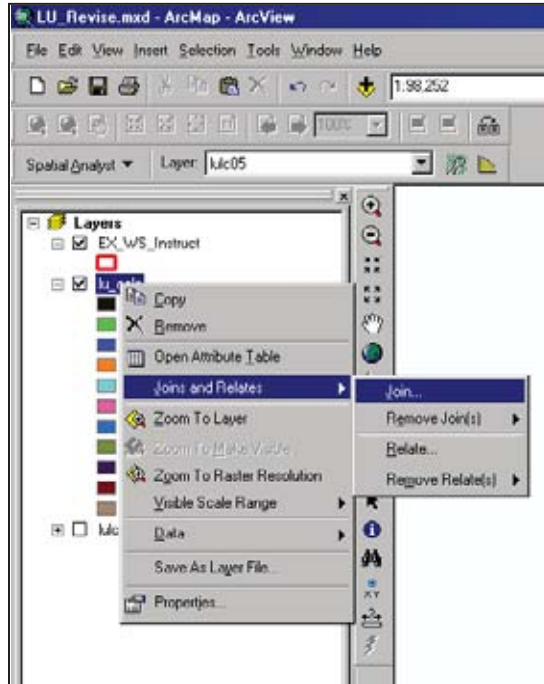 LU_Revise.mxd - ArcMap - ArcView
File Edit View Insert Selection Tools Window Help
1:98,252
100%
Spatial Analyst Layer: lulc05
Layers
EX_WS_Instruct
Copy
Remove
Open Attribute Table
Joins and Relates
Join...
Zoom To Layer
Remove Join(s)
Zoom To Make Visible
Relate...
Zoom To Raster Resolution
Remove Relate(s)
Visible Scale Range
lulc
Data
Save As Layer File...
Properties...